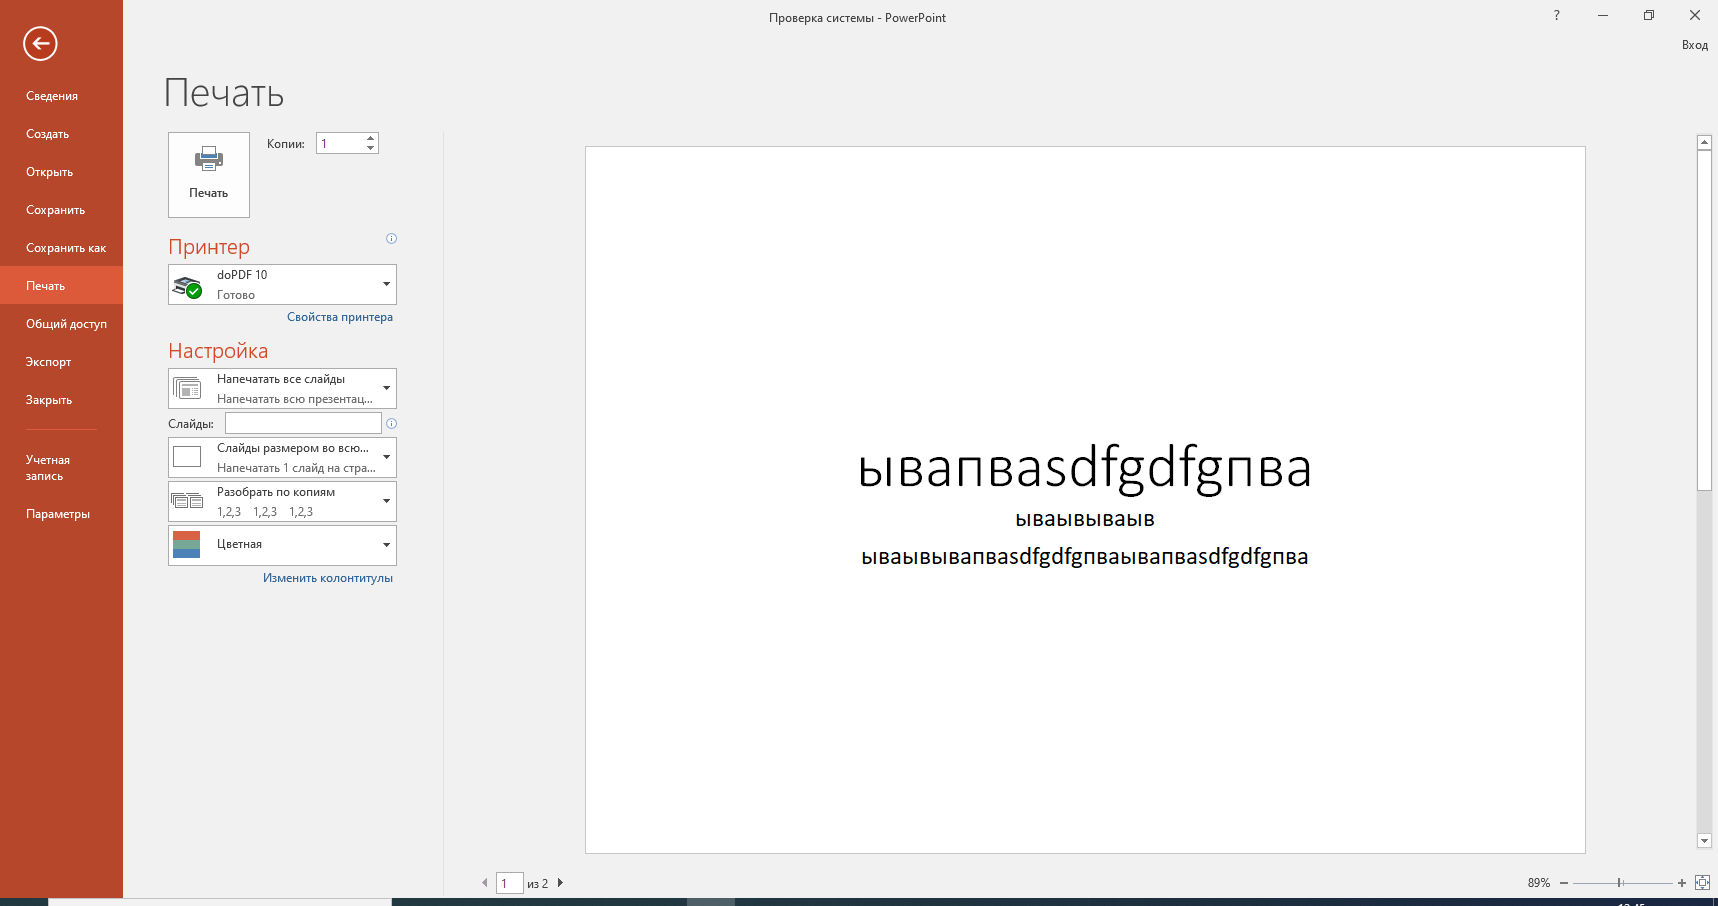 Проверка системы - PowerPoint
?
Вход
Сведения
Создать
Открыть
Сохранить
Сохранить как
Печать
Общий доступ
Экспорт
Закрыть
Учетная
запись
Параметры
Печать
Печать
Копии: 1
Принтер
doPDF 10
Готово
Свойства принтера
Настройка
Напечатать все слайды
Напечатать всю презентац...
Слайды:
Слайды размером во всю...
Напечатать 1 слайд на стра...
Разобрать по копиям
1,2,3 1,2,3 1,2,3
Цветная
Изменить колонтитулы
ывапваsdfgdfgпва
ываывываыв
ываывывапваsdfgdfgпваывапваsdfgdfgпва
1 из 2
89%